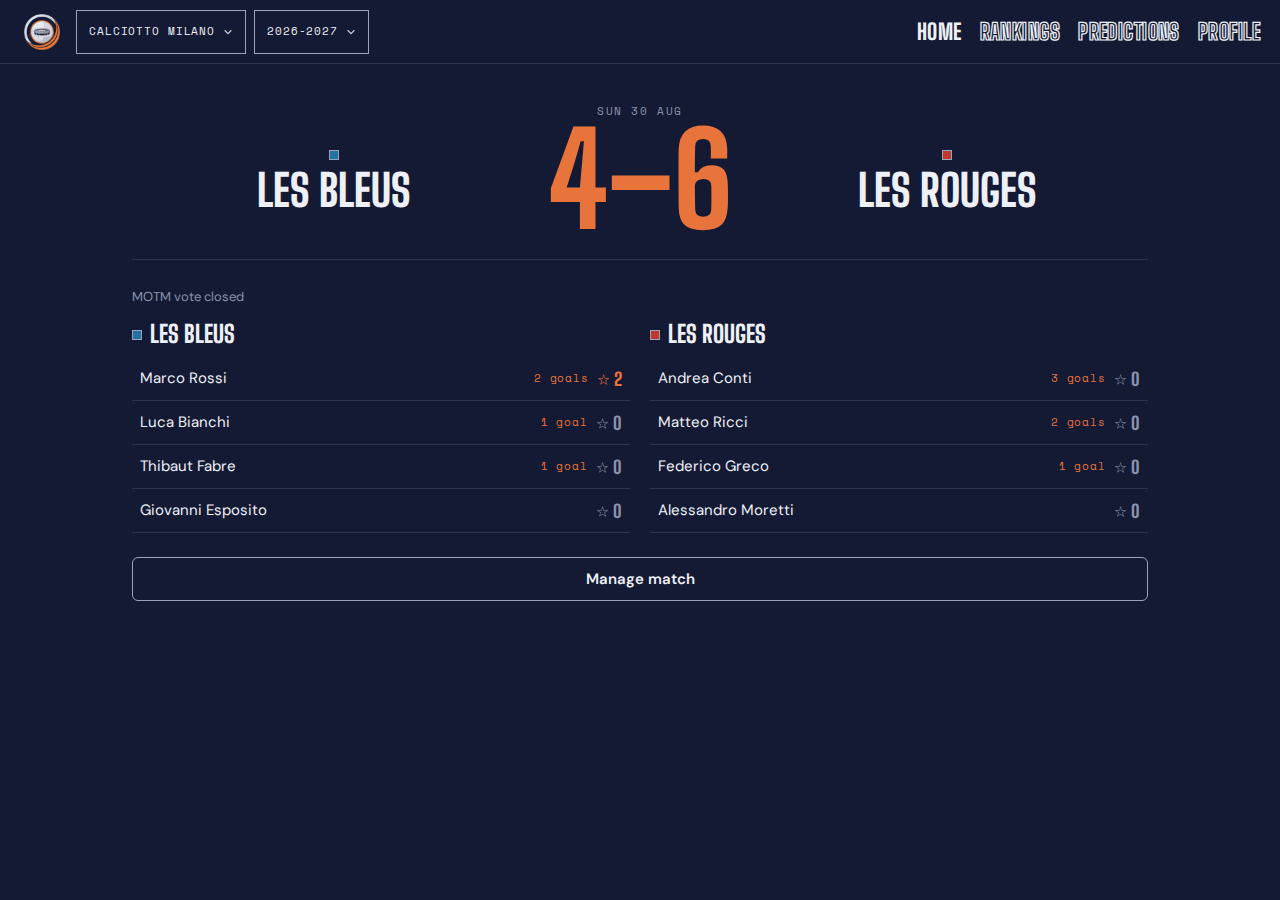 CALCIOTTO MILANO
2026-2027
HOME RANKINGS PREDICTIONS PROFILE
SUN 30 AUG
LES BLEUS
4–6
LES ROUGES
MOTM vote closed
LES BLEUS
Marco Rossi 2 goals ☆ 2
Luca Bianchi 1 goal ☆ 0
Thibaut Fabre 1 goal ☆ 0
Giovanni Esposito ☆ 0
LES ROUGES
Andrea Conti 3 goals ☆ 0
Matteo Ricci 2 goals ☆ 0
Federico Greco 1 goal ☆ 0
Alessandro Moretti ☆ 0
Manage match